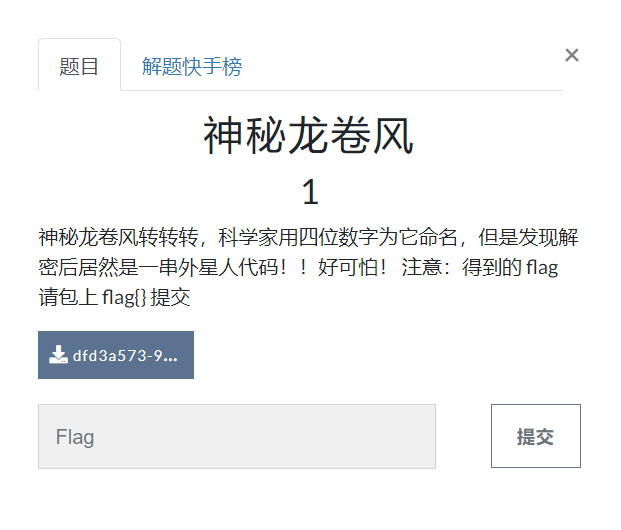 题目
解题快手榜
×
神秘龙卷风
1
神秘龙卷风转转转，科学家用四位数字为它命名，但是发现解
密后居然是一串外星人代码！！好可怕！ 注意：得到的 flag
请包上 flag{} 提交
dfd3a573-9...
Flag
提交